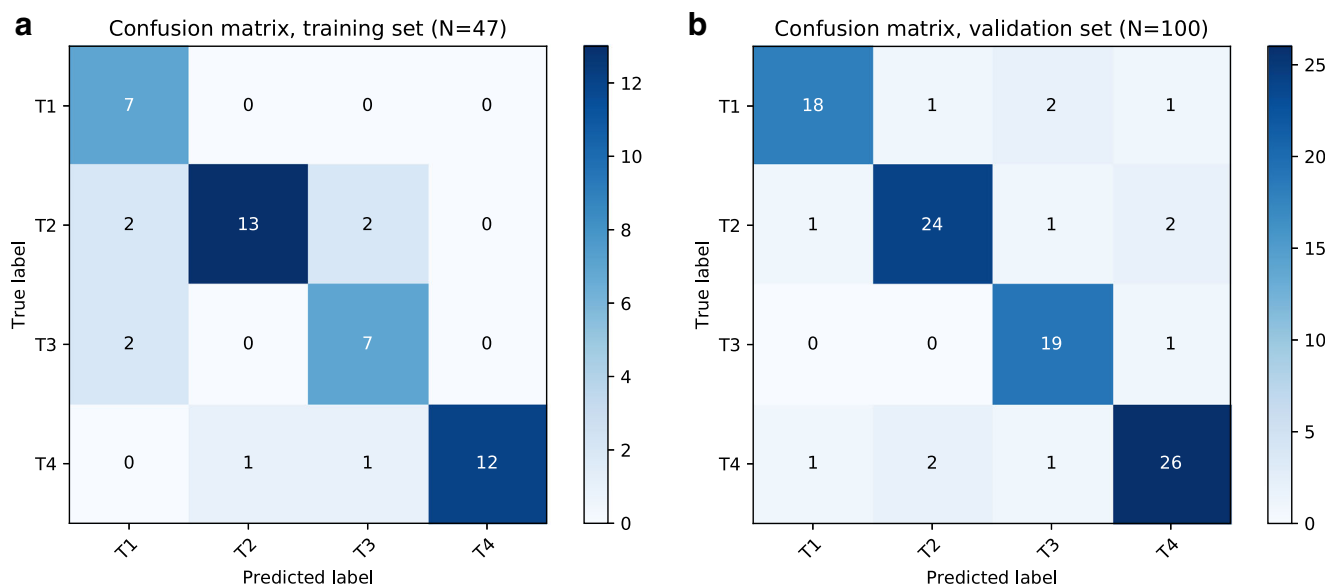 a
Confusion matrix, training set (N=47)
True label
T1 7 0 0 0
T2 2 13 2 0
T3 2 0 7 0
T4 0 1 1 12
T1 T2 T3 T4
Predicted label
12
10
8
6
4
2
0
b
Confusion matrix, validation set (N=100)
True label
T1 18 1 2 1
T2 1 24 1 2
T3 0 0 19 1
T4 1 2 1 26
T1 T2 T3 T4
Predicted label
25
20
15
10
5
0